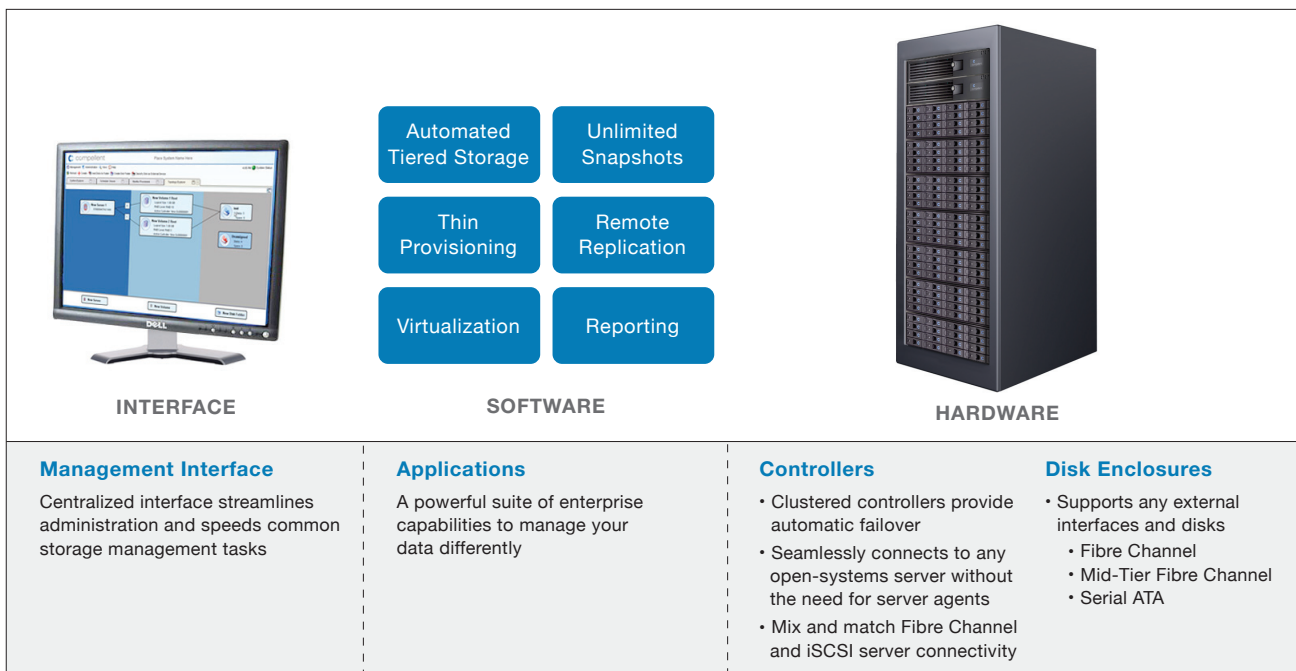 compellent
DELL
Automated
Tiered Storage
Unlimited
Snapshots
Thin
Provisioning
Remote
Replication
Virtualization
Reporting
INTERFACE
SOFTWARE
HARDWARE
Management Interface
Centralized interface streamlines
administration and speeds common
storage management tasks
Applications
A powerful suite of enterprise
capabilities to manage your
data differently
Controllers
• Clustered controllers provide
automatic failover
• Seamlessly connects to any
open-systems server without
the need for server agents
• Mix and match Fibre Channel
and iSCSI server connectivity
Disk Enclosures
• Supports any external
interfaces and disks
• Fibre Channel
• Mid-Tier Fibre Channel
• Serial ATA